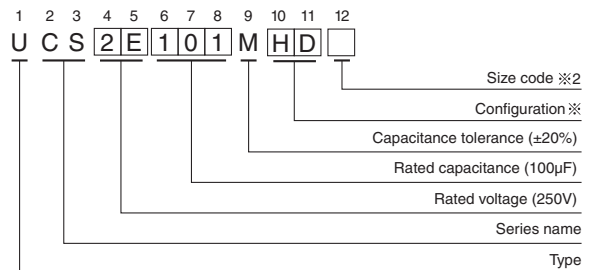 1 2 3 4 5 6 7 8 9 10 11 12
U C S 2 E 1 0 1 M H D
Size code ※2
Configuration※
Capacitance tolerance (±20%)
Rated capacitance (100µF)
Rated voltage (250V)
Series name
Type